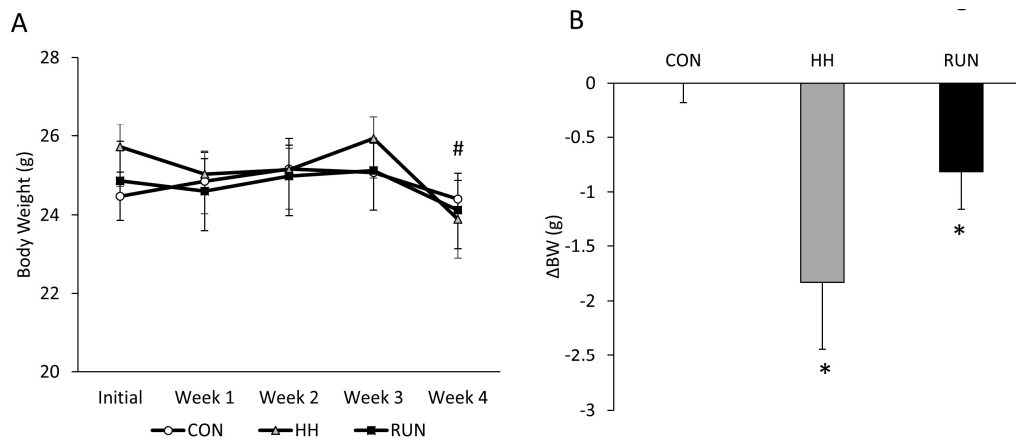 A
28
26
24
22
20
Body Weight (g)
#
Initial Week 1 Week 2 Week 3 Week 4
CON HH RUN
B
CON HH RUN
0
-0.5
-1
-1.5
-2
-2.5
-3
ΔBW (g)
*
*